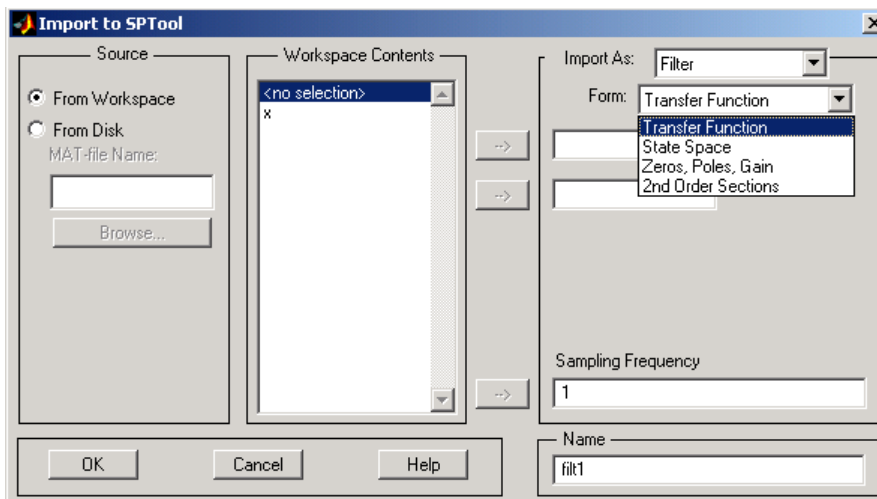 Import to SPTool
Source
From Workspace
From Disk
MAT-file Name:
Browse...
Workspace Contents
<no selection>
x
-->
-->
-->
Import As:
Filter
Form:
Transfer Function
Transfer Function
State Space
Zeros, Poles, Gain
2nd Order Sections
Sampling Frequency
1
OK
Cancel
Help
Name
filt1